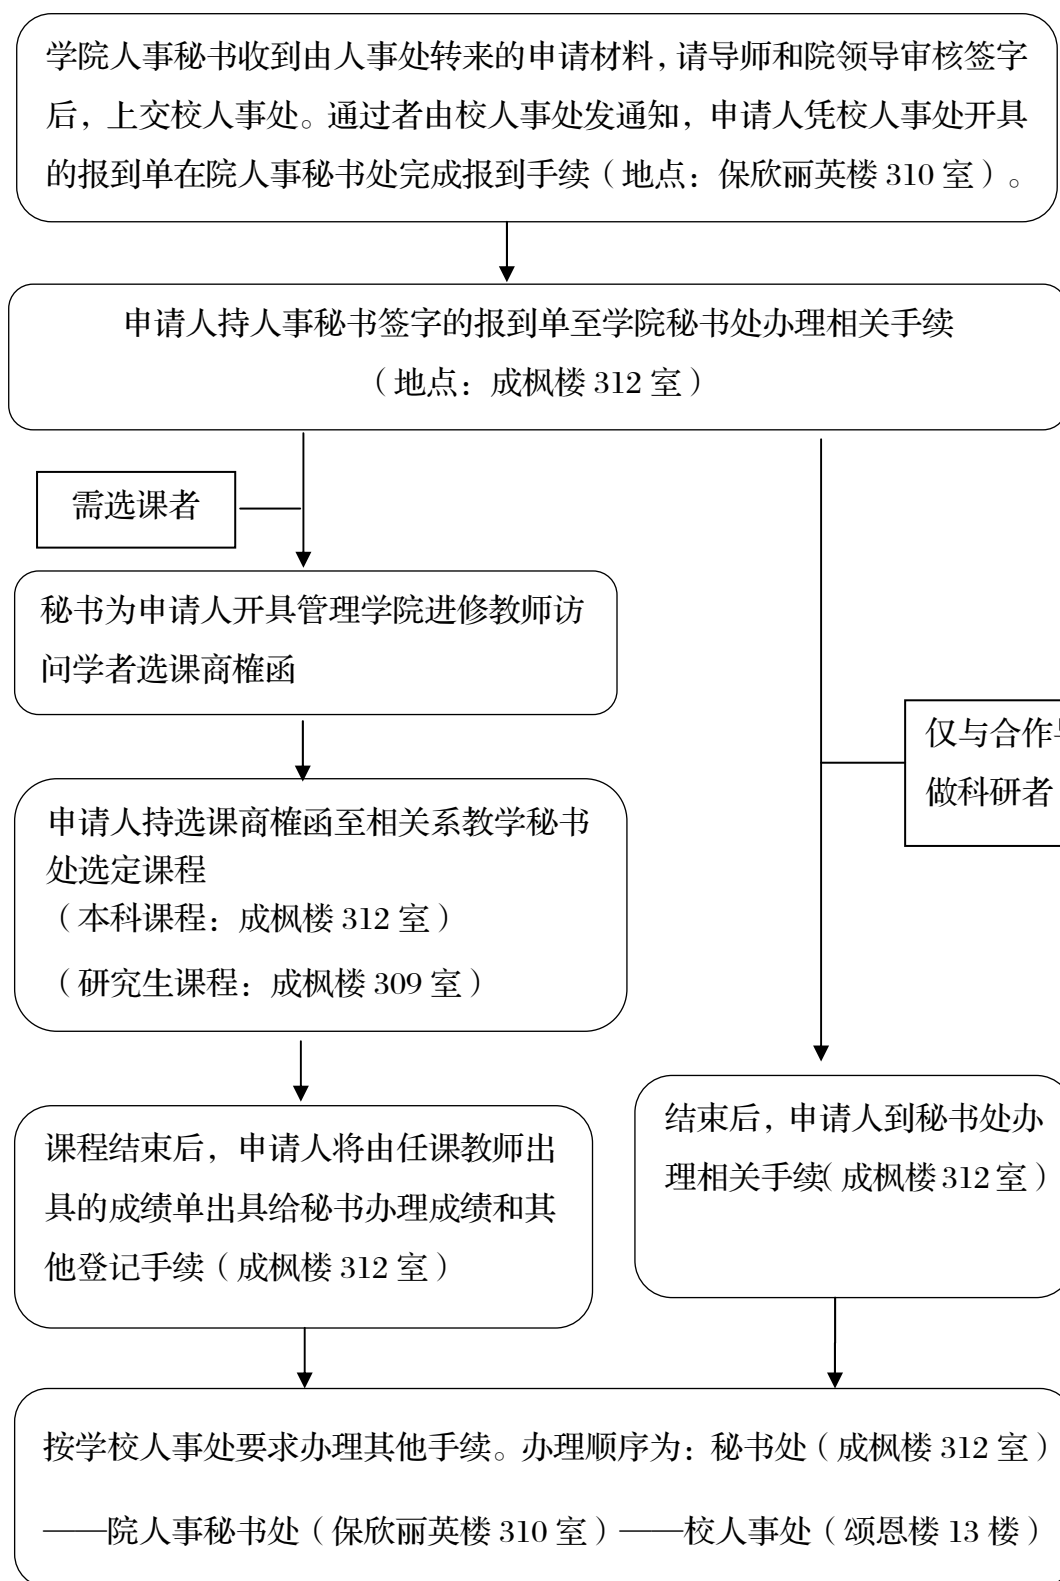 学院人事秘书收到由人事处转来的申请材料，请导师和院领导审核签字
后，上交校人事处。通过者由校人事处发通知，申请人凭校人事处开具
的报到单在院人事秘书处完成报到手续（地点：保欣丽英楼 310 室）。
申请人持人事秘书签字的报到单至学院秘书处办理相关手续
（地点：成枫楼 312 室）
需选课者
秘书为申请人开具管理学院进修教师访
问学者选课商榷函
仅与合作
做科研者
申请人持选课商榷函至相关系教学秘书
处选定课程
（本科课程：成枫楼 312 室）
（研究生课程：成枫楼 309 室）
课程结束后，申请人将由任课教师出
具的成绩单出具给秘书办理成绩和其
他登记手续（成枫楼 312 室）
结束后，申请人到秘书处办
理相关手续（成枫楼 312 室）
按学校人事处要求办理其他手续。办理顺序为：秘书处（成枫楼 312 室）
——院人事秘书处（保欣丽英楼 310 室）——校人事处（颂恩楼 13 楼）